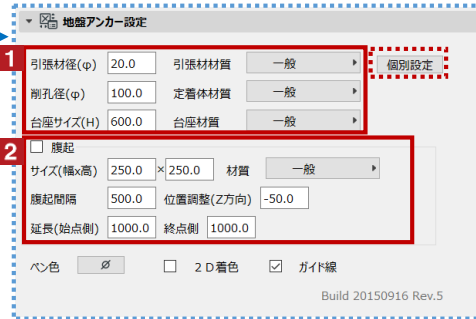 地盤アンカー設定
1
引張材径(φ) 20.0 引張材材質 一般 個別設定
削孔径(φ) 100.0 定着体材質 一般
台座サイズ(H) 600.0 台座材質 一般
2
腹起
サイズ(幅x高) 250.0 × 250.0 材質 一般
腹起間隔 500.0 位置調整(Z方向) -50.0
延長(始点側) 1000.0 終点側 1000.0
ペン色 2D着色 ガイド線
Build 20150916 Rev.5